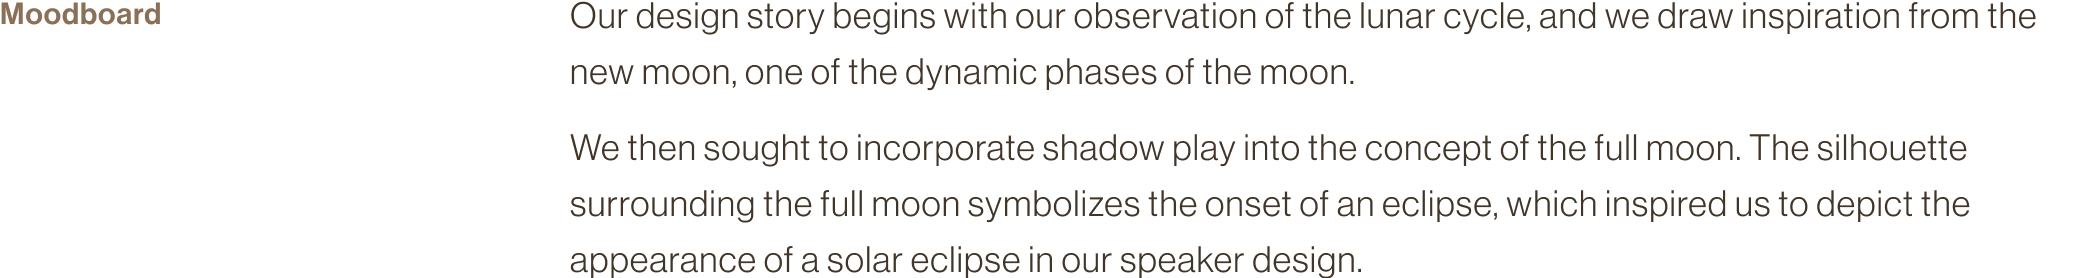 Moodboard
Our design story begins with our observation of the lunar cycle, and we draw inspiration from the
new moon, one of the dynamic phases of the moon.
We then sought to incorporate shadow play into the concept of the full moon. The silhouette
surrounding the full moon symbolizes the onset of an eclipse, which inspired us to depict the
appearance of a solar eclipse in our speaker design.